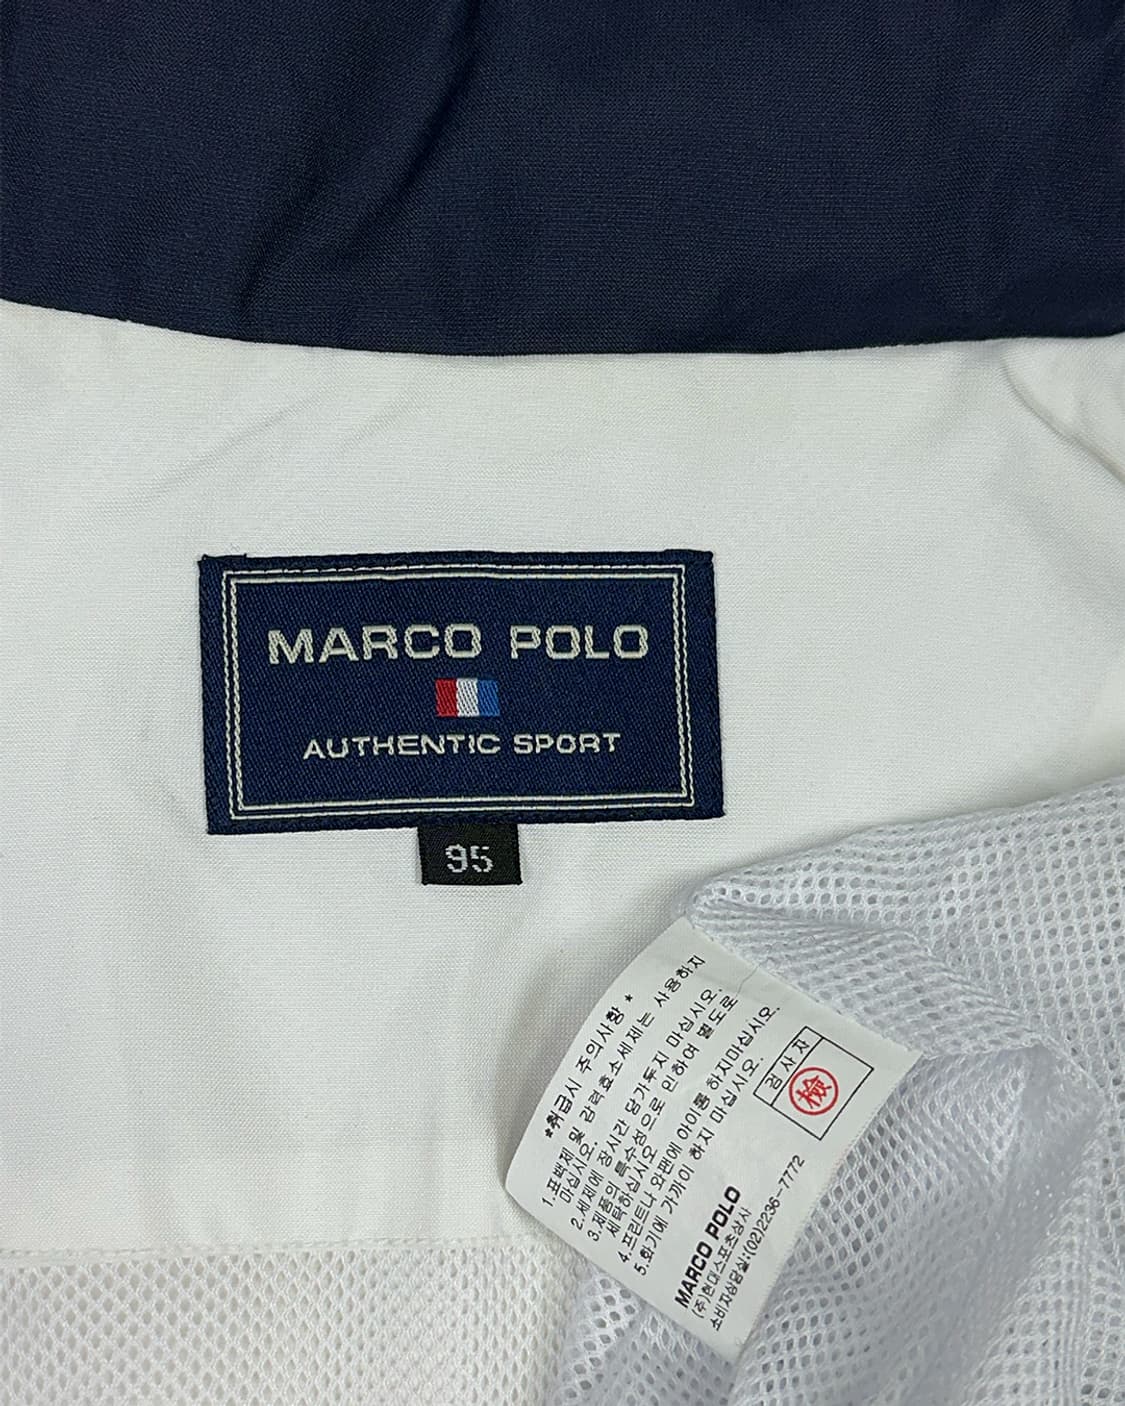 MARCO POLO
AUTHENTIC SPORT
95
*취급시 주의사항*
1.표백제 및 강력효소세제는 사용하지
마십시오.
2.세제에 장시간 담가두지 마십시오.
3.제품의 특수성으로 인하여 별도로
세탁하십시오
4.프린트나 와팬에 아이롱 하지마십시오.
5.화기에 가까이 하지 마십시오.
검사자
檢
MARCO POLO
(주)현대스포츠상사
소비자상담실:(02)2236-7772